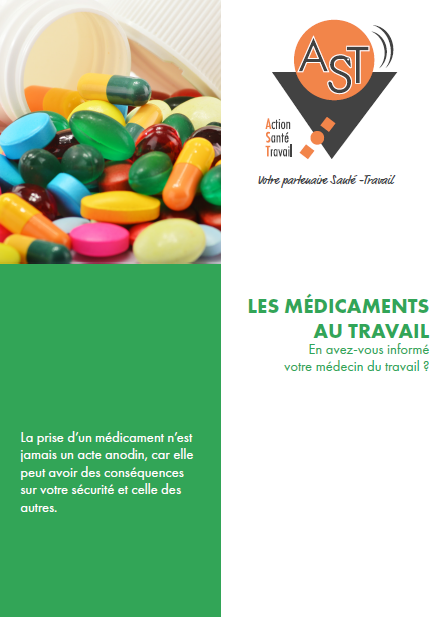 AST
Action
Santé
Travail
Votre partenaire Santé -Travail
LES MÉDICAMENTS
AU TRAVAIL
En avez-vous informé
votre médecin du travail ?
La prise d’un médicament n’est
jamais un acte anodin, car elle
peut avoir des conséquences
sur votre sécurité et celle des
autres.